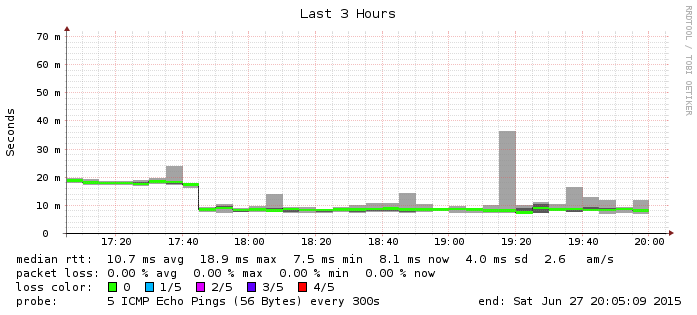 Last 3 Hours
RRDTOOL / TOBI OETIKER
Seconds
70 m
60 m
50 m
40 m
30 m
20 m
10 m
0
17:20 17:40 18:00 18:20 18:40 19:00 19:20 19:40 20:00
median rtt: 10.7 ms avg 18.9 ms max 7.5 ms min 8.1 ms now 4.0 ms sd 2.6 am/s
packet loss: 0.00 % avg 0.00 % max 0.00 % min 0.00 % now
loss color: 0 1/5 2/5 3/5 4/5
probe: 5 ICMP Echo Pings (56 Bytes) every 300s end: Sat Jun 27 20:05:09 2015